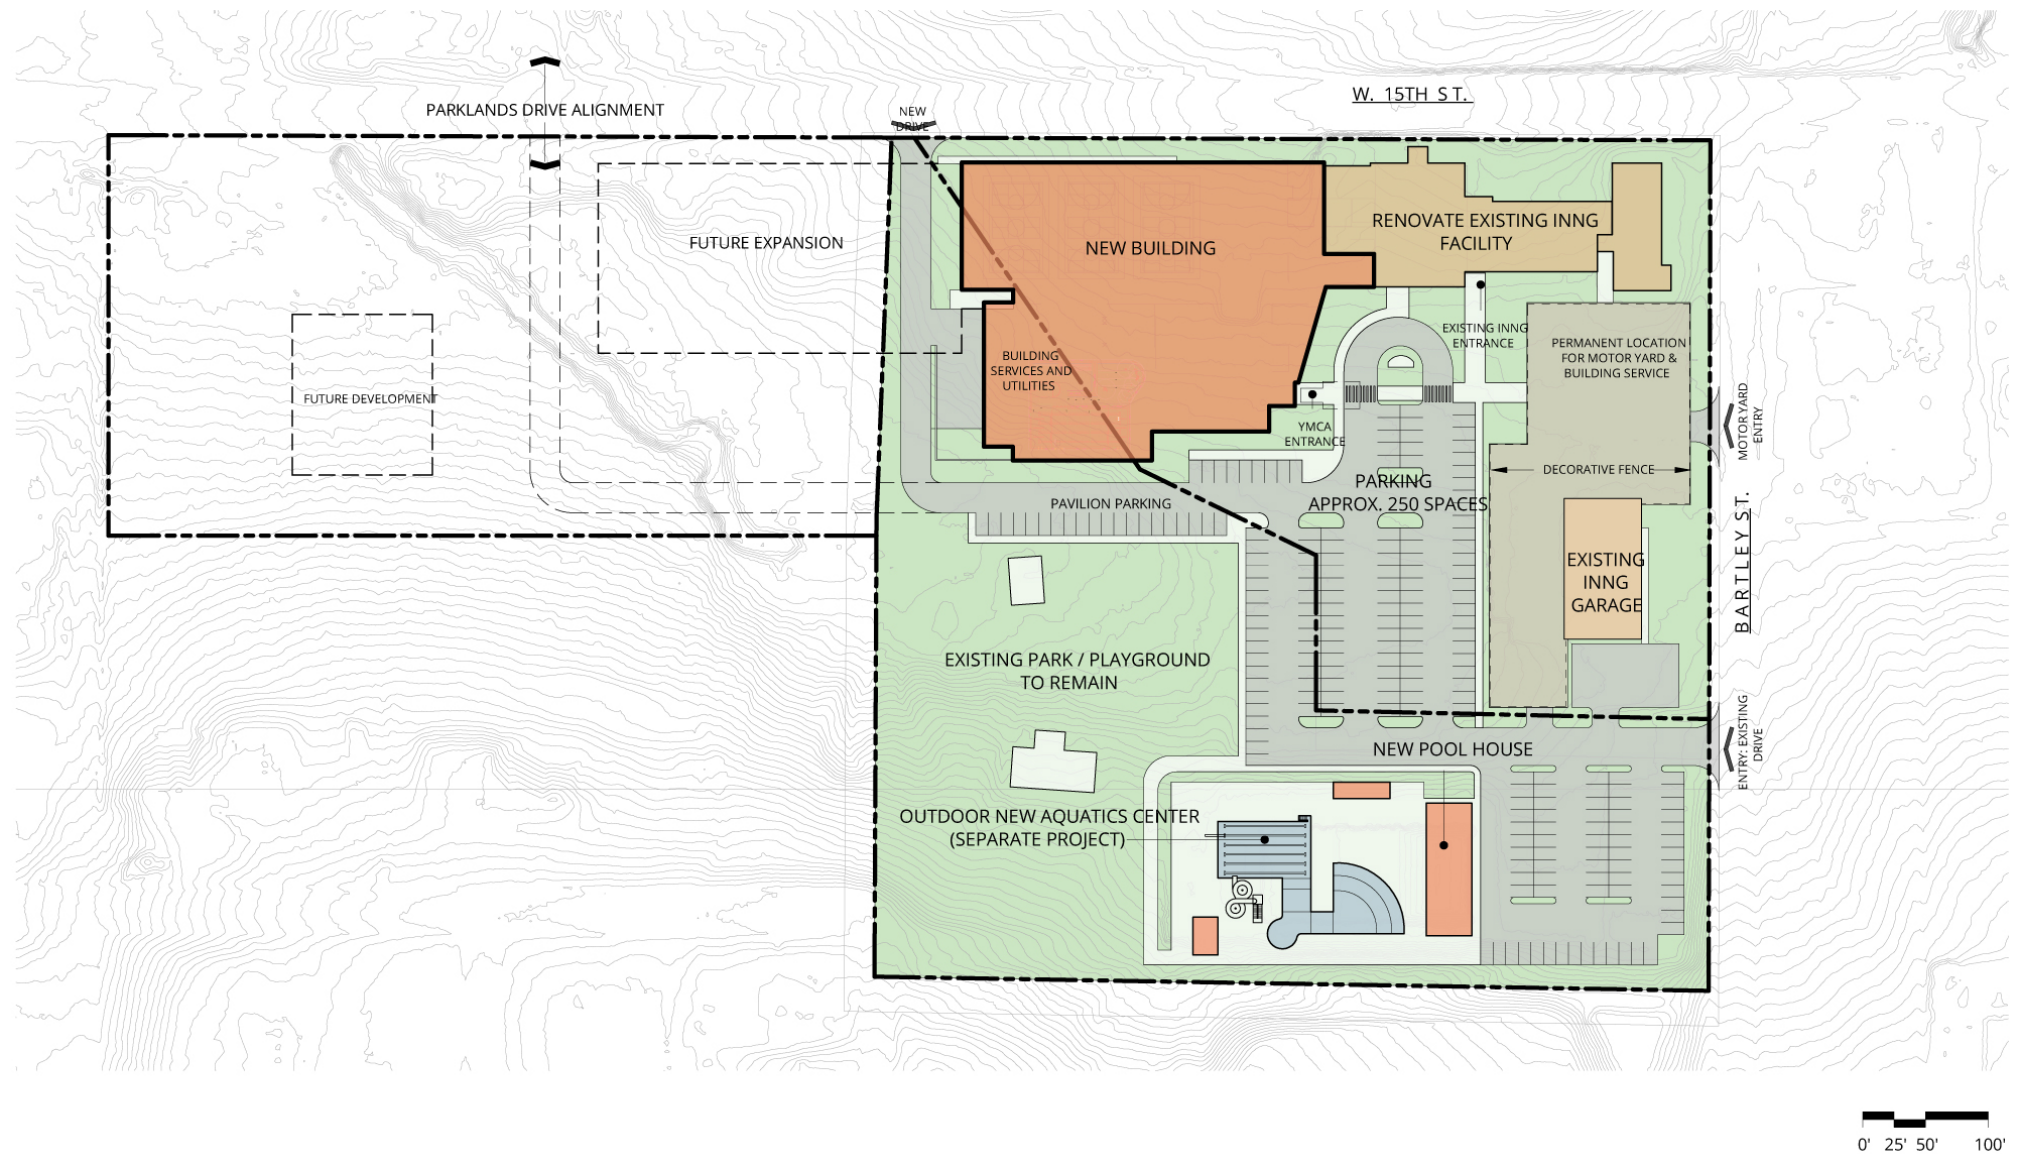 W. 15TH ST.
PARKLANDS DRIVE ALIGNMENT
NEW
DRIVE
RENOVATE EXISTING INNG
FACILITY
FUTURE EXPANSION
NEW BUILDING
EXISTING INNG
ENTRANCE
PERMANENT LOCATION
FOR MOTOR YARD &
BUILDING SERVICE
BUILDING
SERVICES AND
UTILITIES
FUTURE DEVELOPMENT
YMCA
ENTRANCE
MOTOR YARD
ENTRY
DECORATIVE FENCE
PARKING
APPROX. 250 SPACES
PAVILION PARKING
BARTLEY ST.
EXISTING
INNG
GARAGE
EXISTING PARK / PLAYGROUND
TO REMAIN
NEW POOL HOUSE
ENTRY: EXISTING
DRIVE
OUTDOOR NEW AQUATICS CENTER
(SEPARATE PROJECT)
0' 25' 50' 100'